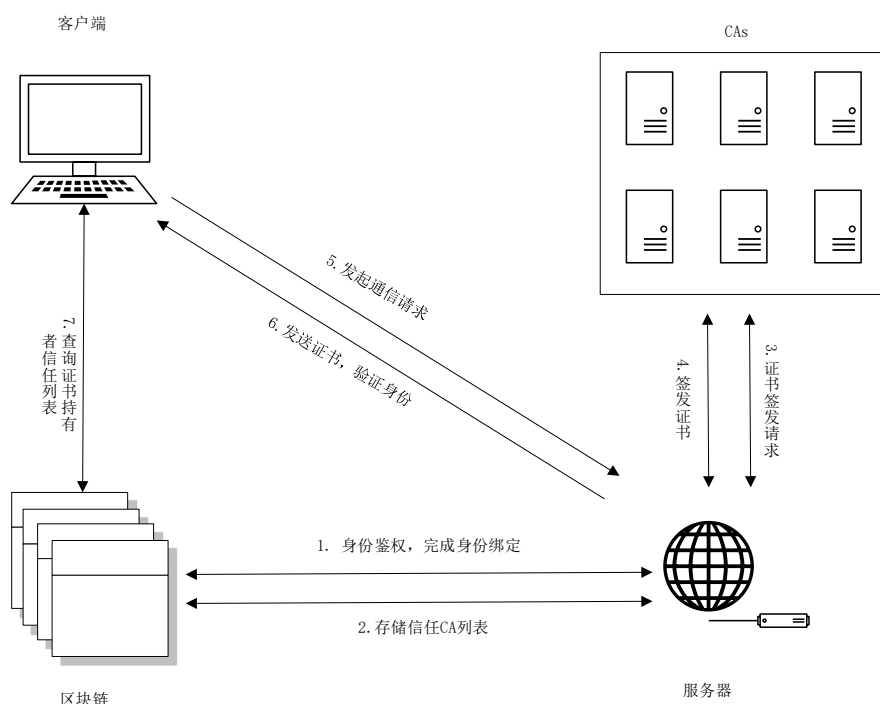 客户端
CAs
5.发起通信请求
6.发送证书，验证身份
7.查询证书持有
者信任列表
4.签发证书
3.证书签发请求
1. 身份鉴权，完成身份绑定
2.存储信任CA列表
区块链
服务器